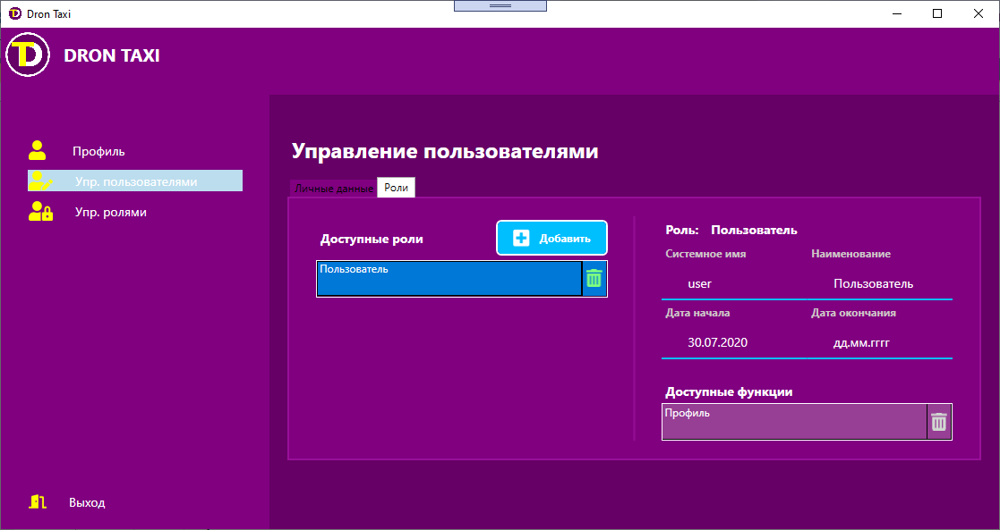 Dron Taxi
TD
DRON TAXI
Профиль
Упр. пользователями
Упр. ролями
Выход
Управление пользователями
Личные данные
Роли
Доступные роли
Добавить
Пользователь
Роль: Пользователь
Системное имя Наименование
user Пользователь
Дата начала Дата окончания
30.07.2020 дд.мм.гггг
Доступные функции
Профиль